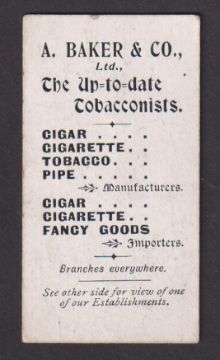 A. BAKER & CO.,
Ltd.,
The Up=to=date
Tobacconists.
CIGAR . . . .
CIGARETTE . .
TOBACCO . . .
PIPE . . . . .
Manufacturers.
CIGAR . . . .
CIGARETTE . .
FANCY GOODS
Importers.
Branches everywhere.
See other side for view of one
of our Establishments.